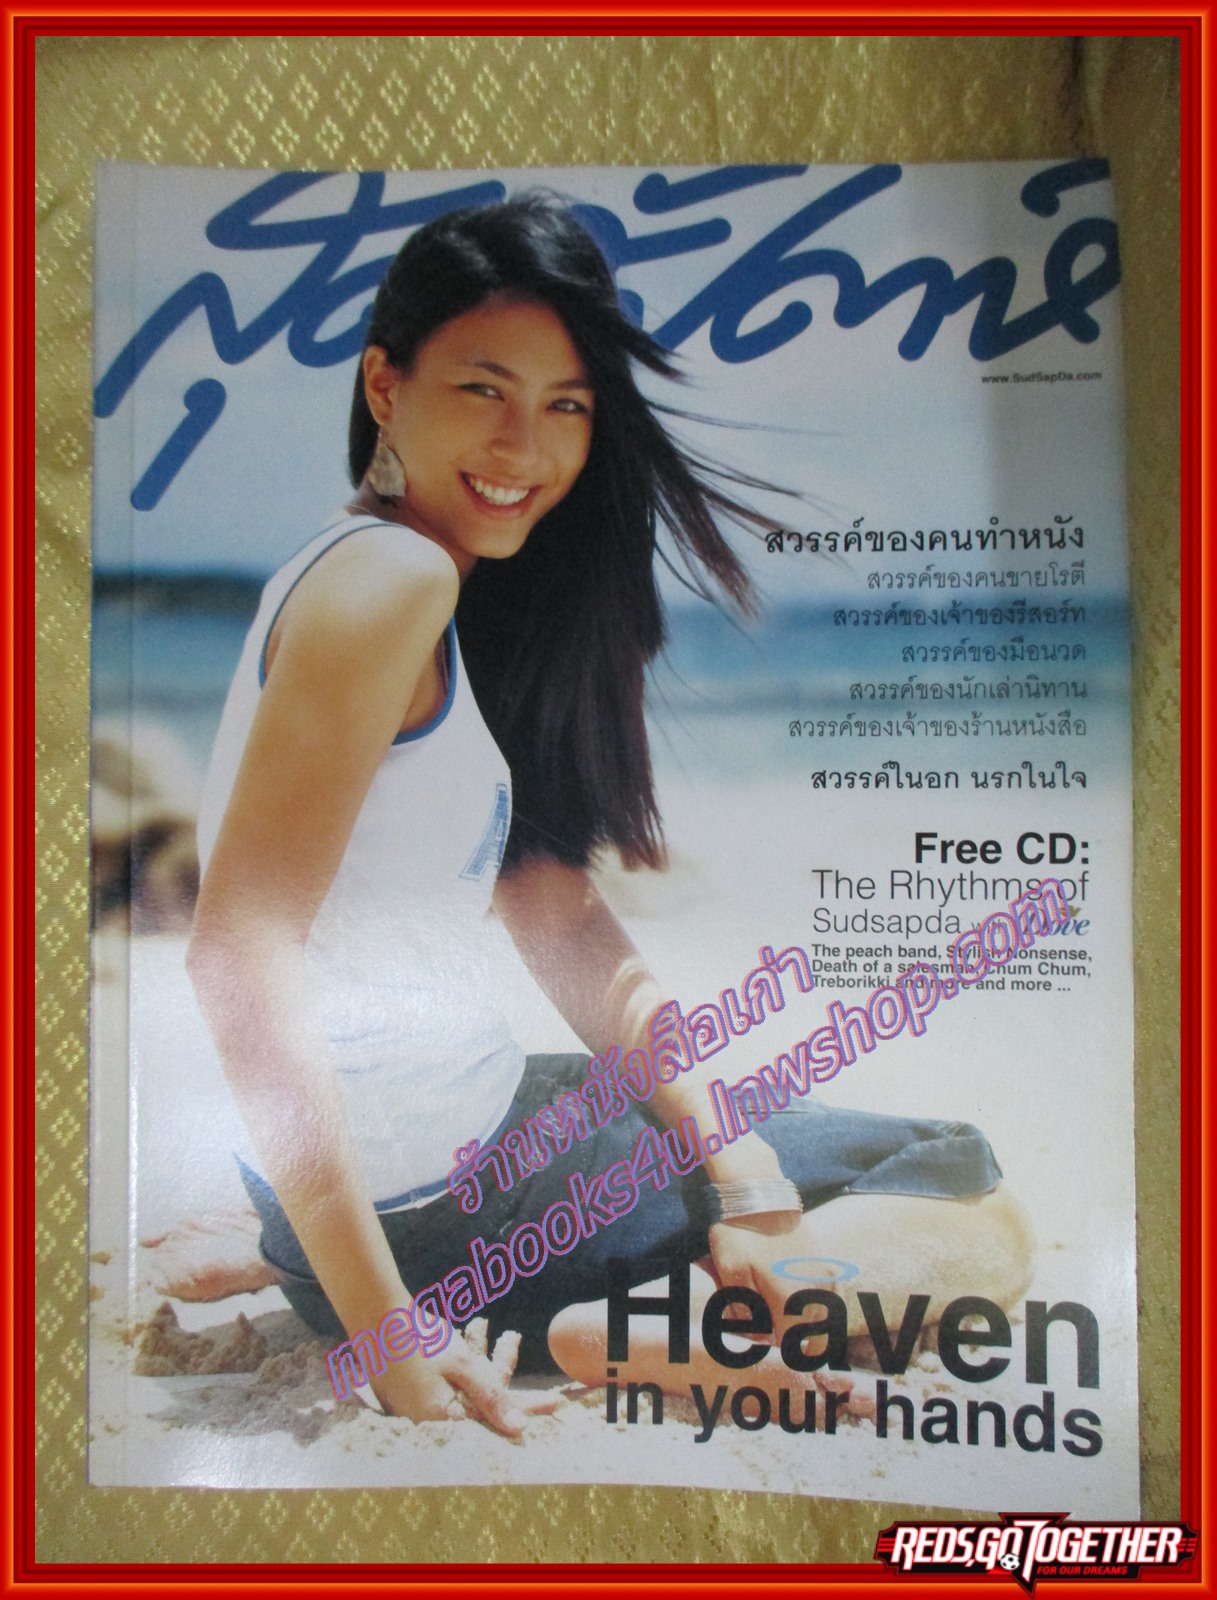 สุดสัปดาห์
www.SudSapDa.com
สวรรค์ของคนทำหนัง
สวรรค์ของคนขายโรตี
สวรรค์ของเจ้าของรีสอร์ท
สวรรค์ของมือนวด
สวรรค์ของนักเล่านิทาน
สวรรค์ของเจ้าของร้านหนังสือ
สวรรค์ในอก นรกในใจ
Free CD:
The Rhythms of
Sudsapda with Dove
The peach band, Stylish Nonsense,
Death of a salesman, Chum Chum,
Treborikki and more and more ...
ร้านหนังสือเก่า
megabooks4u.lnwshop.com
Heaven
in your hands
REDS,GO TOGETHER
FOR OUR DREAMS